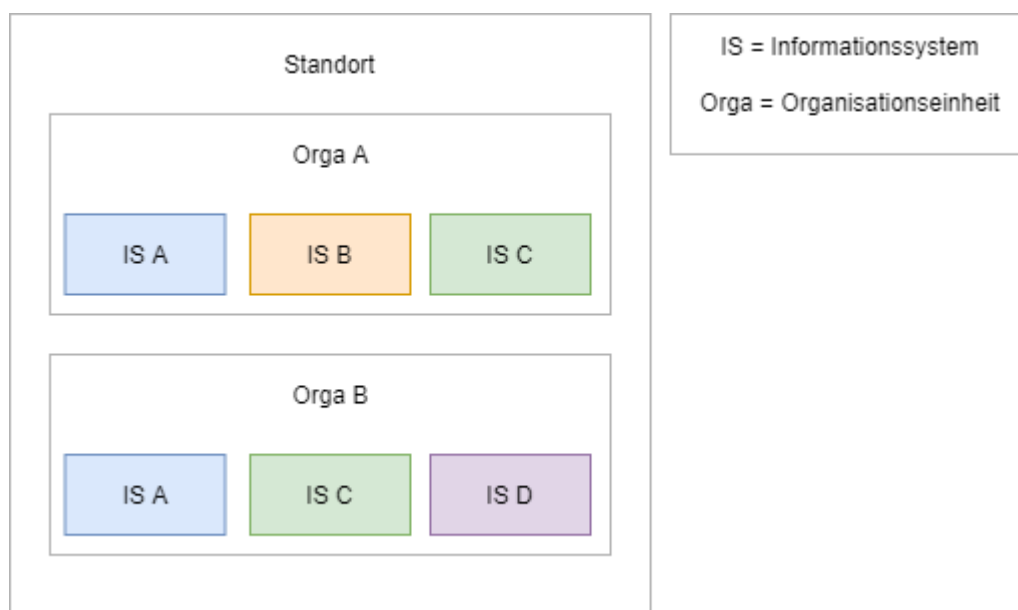 Standort
Orga A
IS A
IS B
IS C
Orga B
IS A
IS C
IS D
IS = Informationssystem
Orga = Organisationseinheit